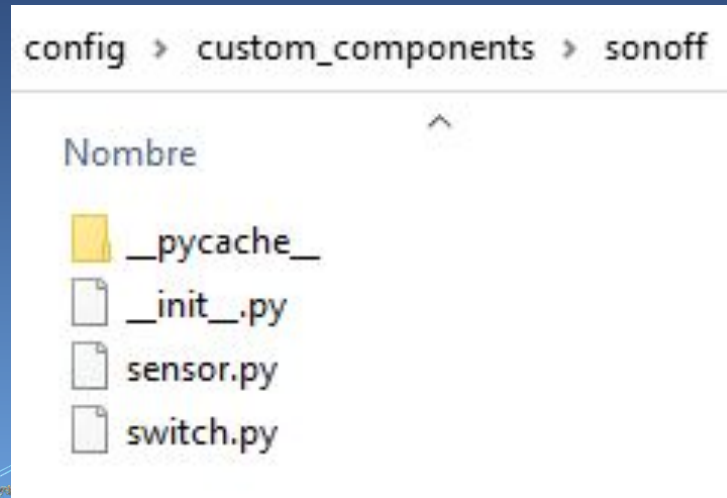 config > custom_components > sonoff
Nombre
__pycache__
__init__.py
sensor.py
switch.py